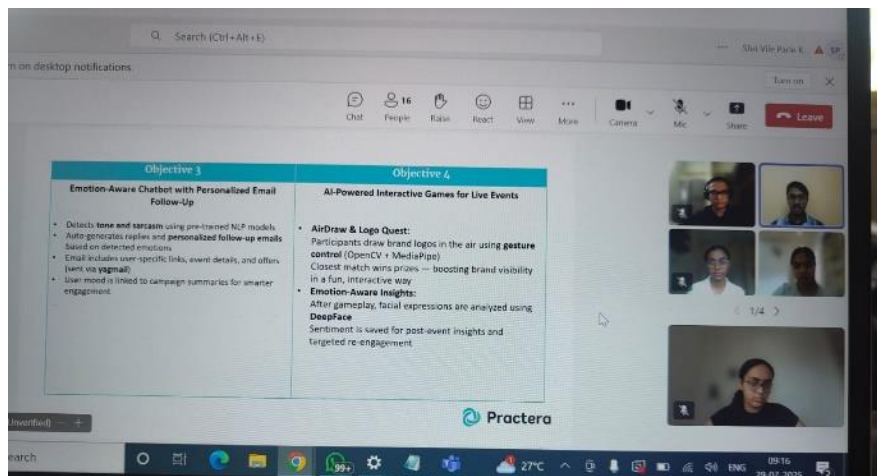 Search (Ctrl+Alt+E)
n on desktop notifications.
Turn on
16
Chat
People
Raise
React
View
More
Camera
Mic
Share
Leave
Objective 3
Emotion-Aware Chatbot with Personalized Email
Follow-Up
• Detects tone and sarcasm using pre-trained NLP models
• Auto-generates replies and personalized follow-up emails
based on detected emotions
• Email includes user-specific links, event details, and offers
(sent via yagmail)
• User mood is linked to campaign summaries for smarter
engagement
Objective 4
AI-Powered Interactive Games for Live Events
• AirDraw & Logo Quest:
Participants draw brand logos in the air using gesture
control (OpenCV + MediaPipe)
Closest match wins prizes — boosting brand visibility
in a fun, interactive way
• Emotion-Aware Insights:
After gameplay, facial expressions are analyzed using
DeepFace
Sentiment is saved for post-event insights and
targeted re-engagement
1/4
Practera
Unverified)
earch
99+
27°C
ENG
09:16
29-07-2025